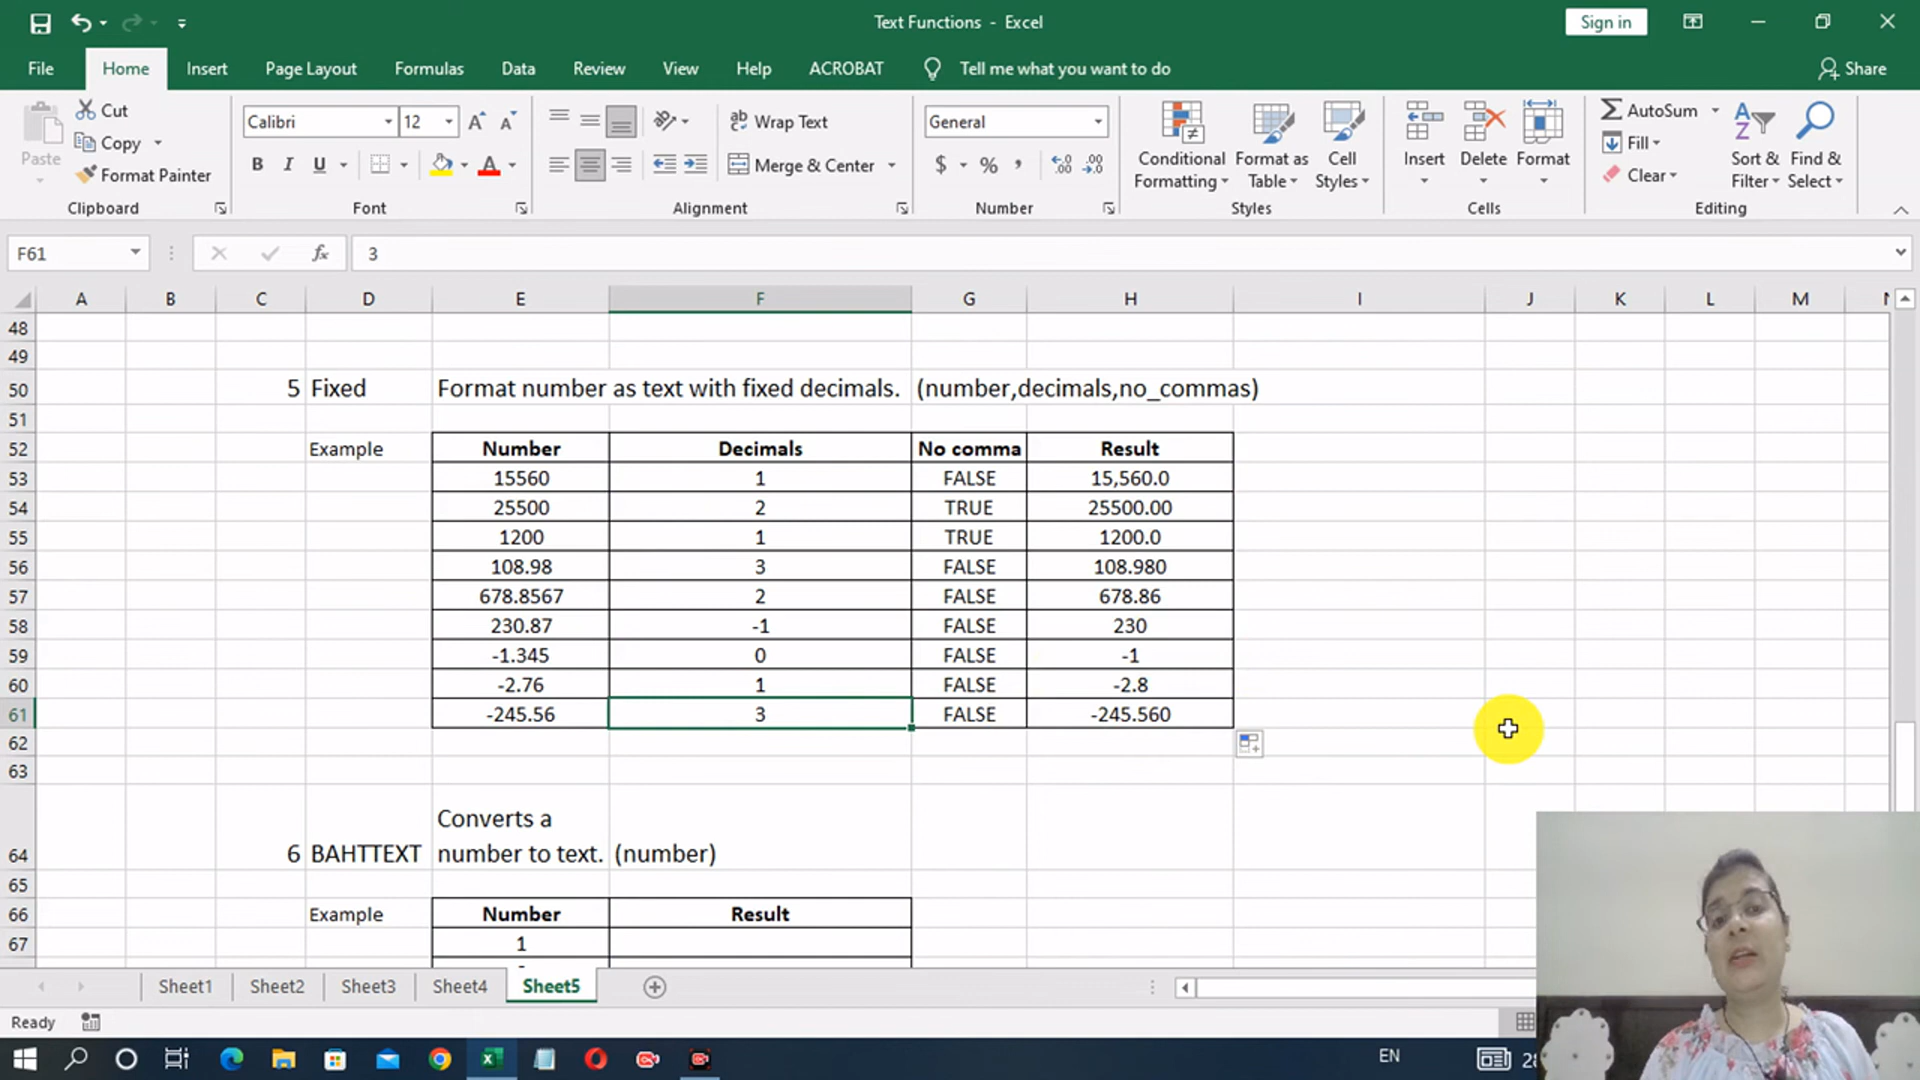 Text Functions - Excel
Sign in
File Home Insert Page Layout Formulas Data Review View Help ACROBAT Tell me what you want to do Share
Paste
Cut
Copy
Format Painter
Clipboard
Calibri 12
B I U
Font
Wrap Text
Merge & Center
Alignment
General
$ % ,
Number
Conditional Formatting
Format as Table
Cell Styles
Styles
Insert Delete Format
Cells
AutoSum
Fill
Clear
Sort & Filter
Find & Select
Editing
F61 fx 3
A B C D E F G H I J K L M
48
49
50 5 Fixed Format number as text with fixed decimals. (number,decimals,no_commas)
51
52 Example Number Decimals No comma Result
53 15560 1 FALSE 15,560.0
54 25500 2 TRUE 25500.00
55 1200 1 TRUE 1200.0
56 108.98 3 FALSE 108.980
57 678.8567 2 FALSE 678.86
58 230.87 -1 FALSE 230
59 -1.345 0 FALSE -1
60 -2.76 1 FALSE -2.8
61 -245.56 3 FALSE -245.560
62
63
Converts a
64 6 BAHTTEXT number to text. (number)
65
66 Example Number Result
67 1
Sheet1 Sheet2 Sheet3 Sheet4 Sheet5
Ready
EN